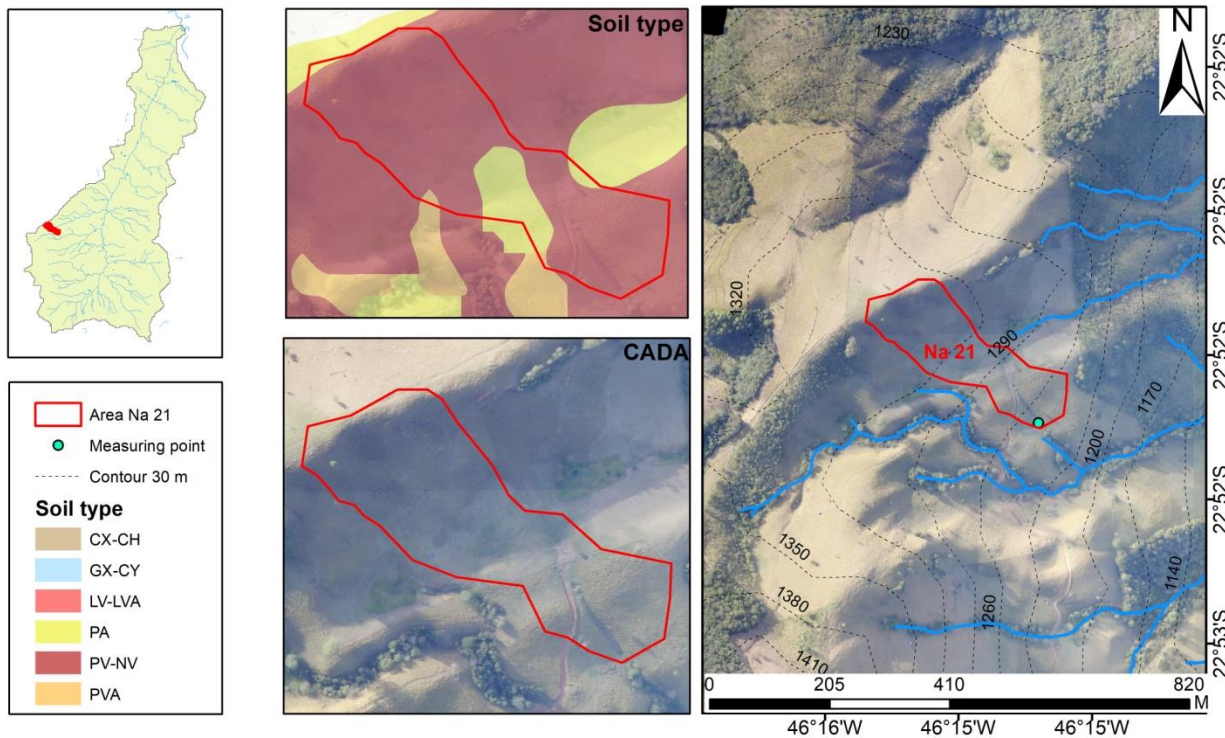 Area Na 21
Measuring point
Contour 30 m
Soil type
CX-CH
GX-CY
LV-LVA
PA
PV-NV
PVA
Soil type
CADA
N
1230
1320
Na 21
1290
1170
1200
1350
1380
1410
1260
1140
22°52'S
22°52'S
22°52'S
22°52'S
22°53'S
0 205 410 820
M
46°16'W 46°15'W 46°15'W